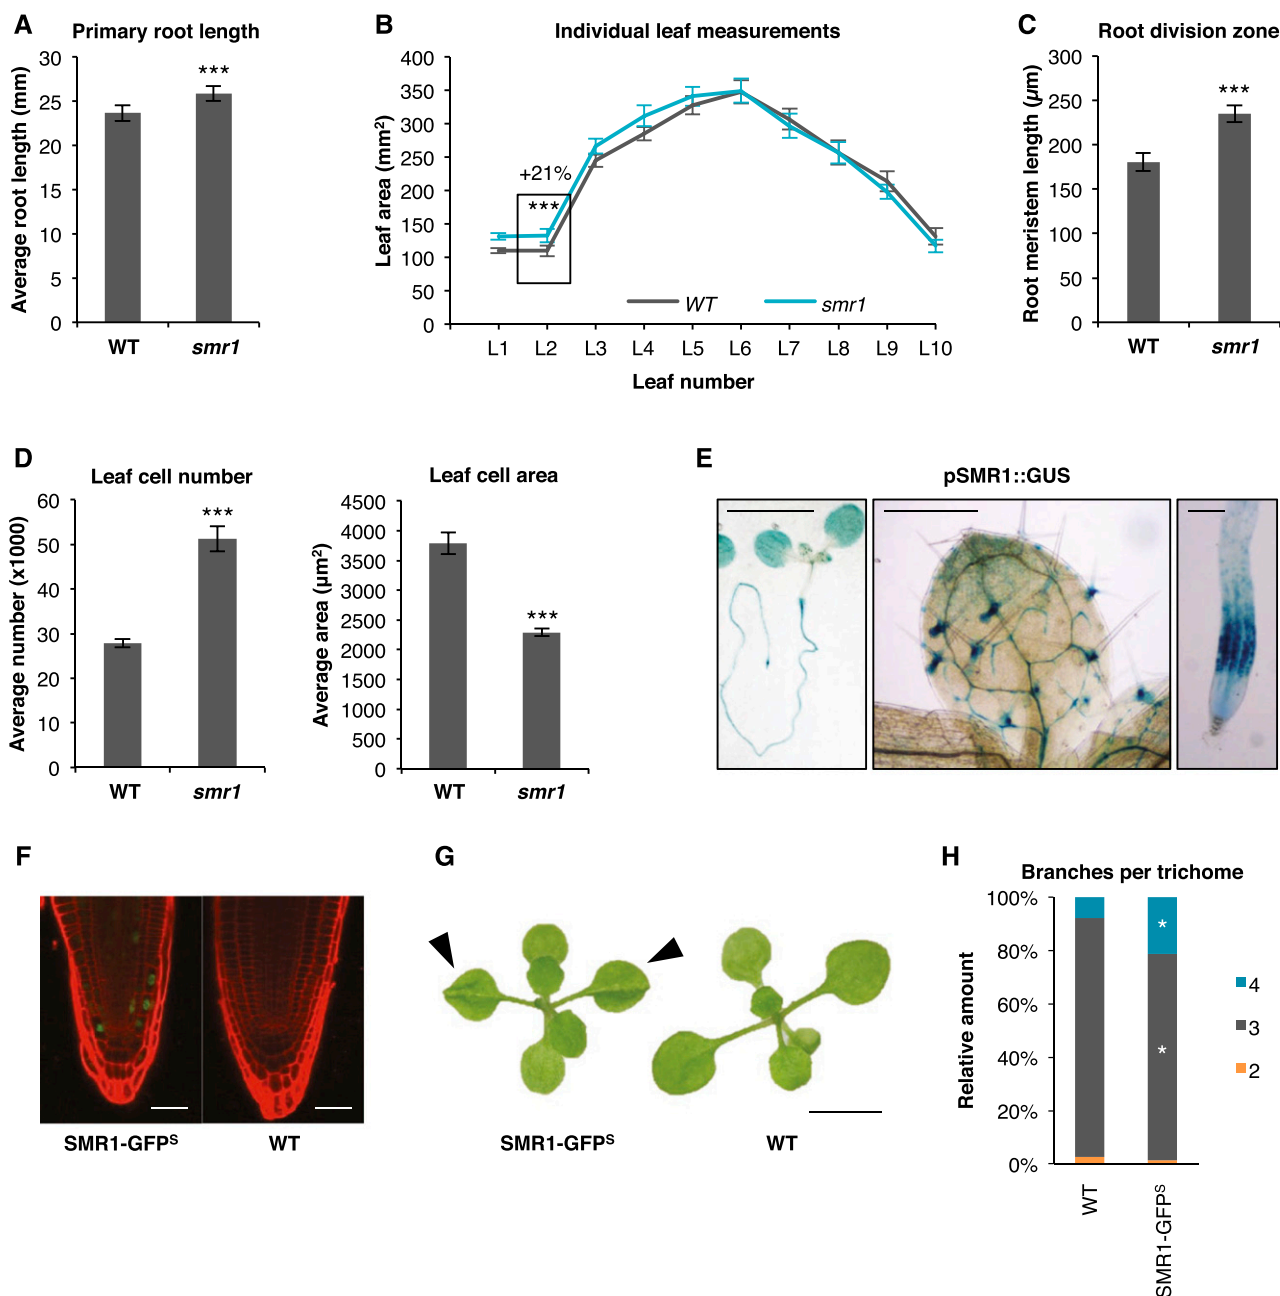 A
Primary root length
Average root length (mm)
30
25
20
15
10
5
0
***
WT
smr1
B
Individual leaf measurements
Leaf area (mm²)
400
350
300
250
200
150
100
50
0
+21%
***
WT
smr1
L1 L2 L3 L4 L5 L6 L7 L8 L9 L10
Leaf number
C
Root division zone
Root meristem length (µm)
300
250
200
150
100
50
0
***
WT
smr1
D
Leaf cell number
Average number (x1000)
60
50
40
30
20
10
0
***
WT
smr1
Leaf cell area
Average area (µm²)
4500
4000
3500
3000
2500
2000
1500
1000
500
0
***
WT
smr1
E
pSMR1::GUS
F
SMR1-GFPˢ
WT
G
SMR1-GFPˢ
WT
H
Branches per trichome
Relative amount
100%
80%
60%
40%
20%
0%
*
*
4
3
2
WT
SMR1-GFPˢ